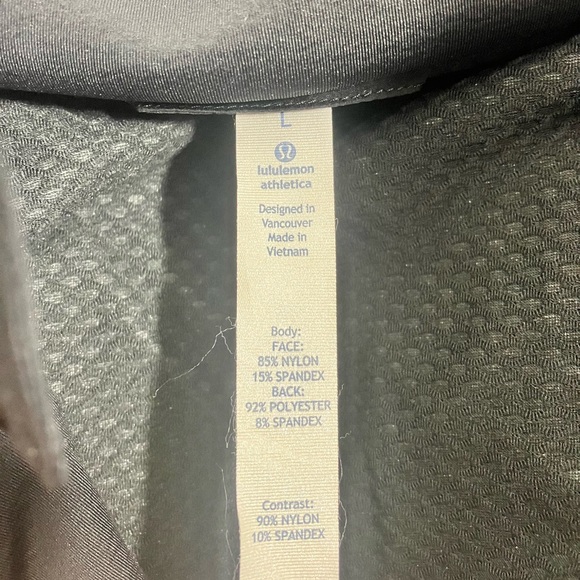 L
lululemon
athletica
Designed in
Vancouver
Made in
Vietnam
Body:
FACE:
85% NYLON
15% SPANDEX
BACK:
92% POLYESTER
8% SPANDEX
Contrast:
90% NYLON
10% SPANDEX